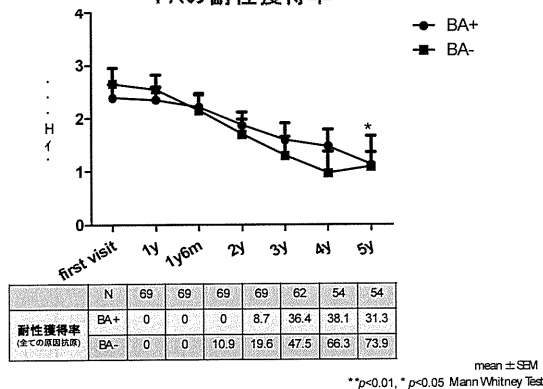 の耐性獲得率
BA+
BA-
4
3
2
1
0
first visit 1y 1y6m 2y 3y 4y 5y
*
N 69 69 69 69 62 54 54
耐性獲得率
(全ての原因抗原)
BA+ 0 0 0 8.7 36.4 38.1 31.3
BA- 0 0 10.9 19.6 47.5 66.3 73.9
mean ± SEM
**p<0.01, * p<0.05 Mann Whitney Test